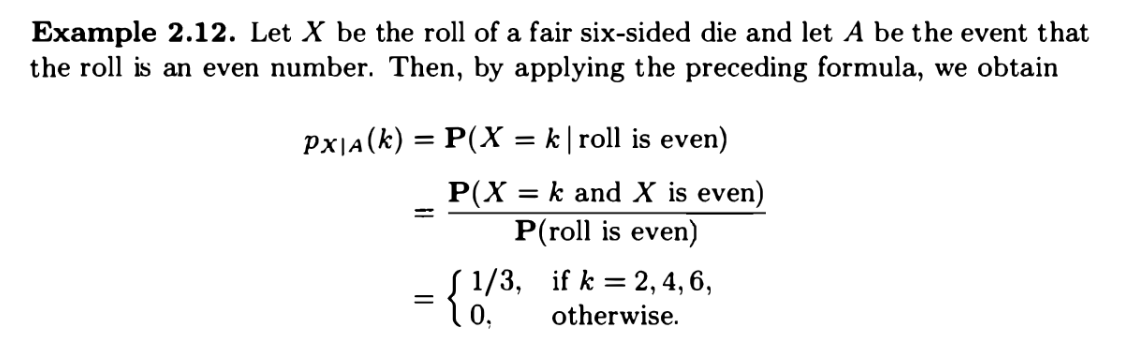 Example 2.12. Let X be the roll of a fair six-sided die and let A be the event that
the roll is an even number. Then, by applying the preceding formula, we obtain
p_{X|A}(k) = P(X = k | roll is even)
= \frac{P(X = k and X is even)}{P(roll is even)}
= { 1/3, if k = 2, 4, 6,
0, otherwise.